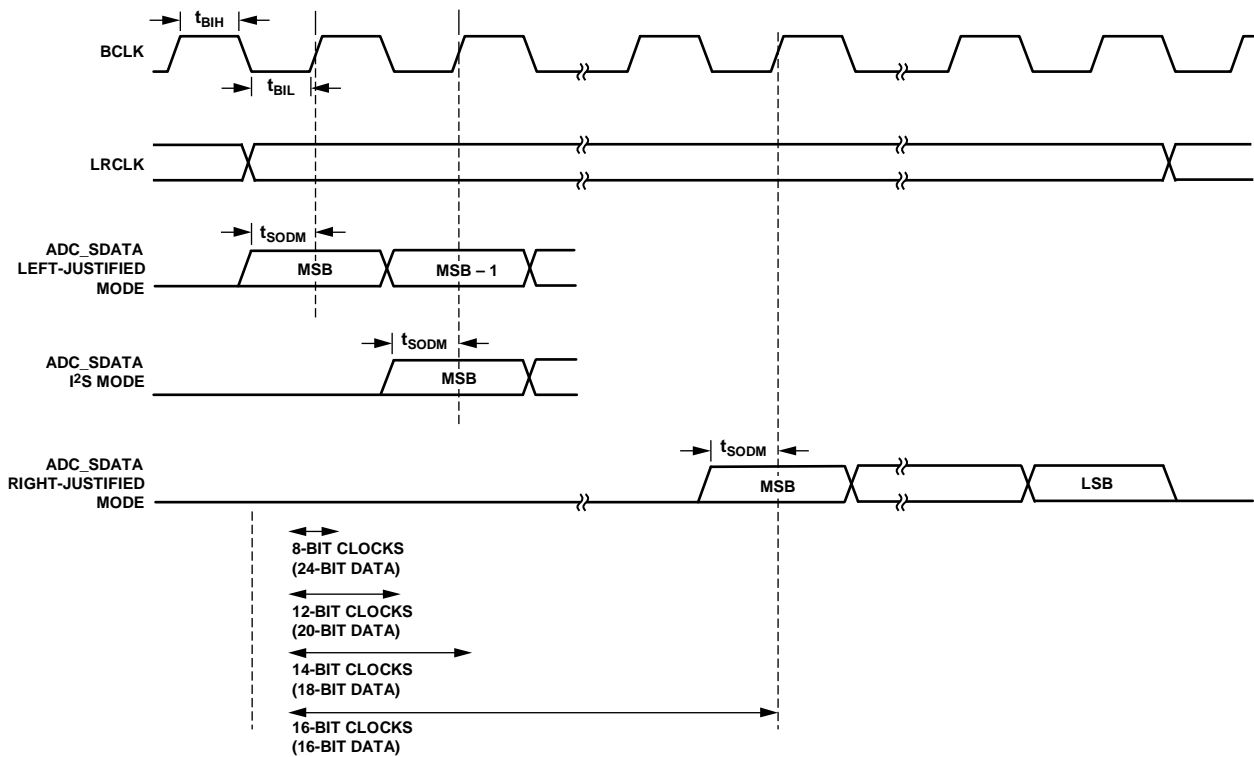 tBIH
BCLK
tBIL
LRCLK
tSODM
ADC_SDATA
LEFT-JUSTIFIED
MODE
MSB
MSB – 1
tSODM
ADC_SDATA
I2S MODE
MSB
tSODM
ADC_SDATA
RIGHT-JUSTIFIED
MODE
MSB
LSB
8-BIT CLOCKS
(24-BIT DATA)
12-BIT CLOCKS
(20-BIT DATA)
14-BIT CLOCKS
(18-BIT DATA)
16-BIT CLOCKS
(16-BIT DATA)